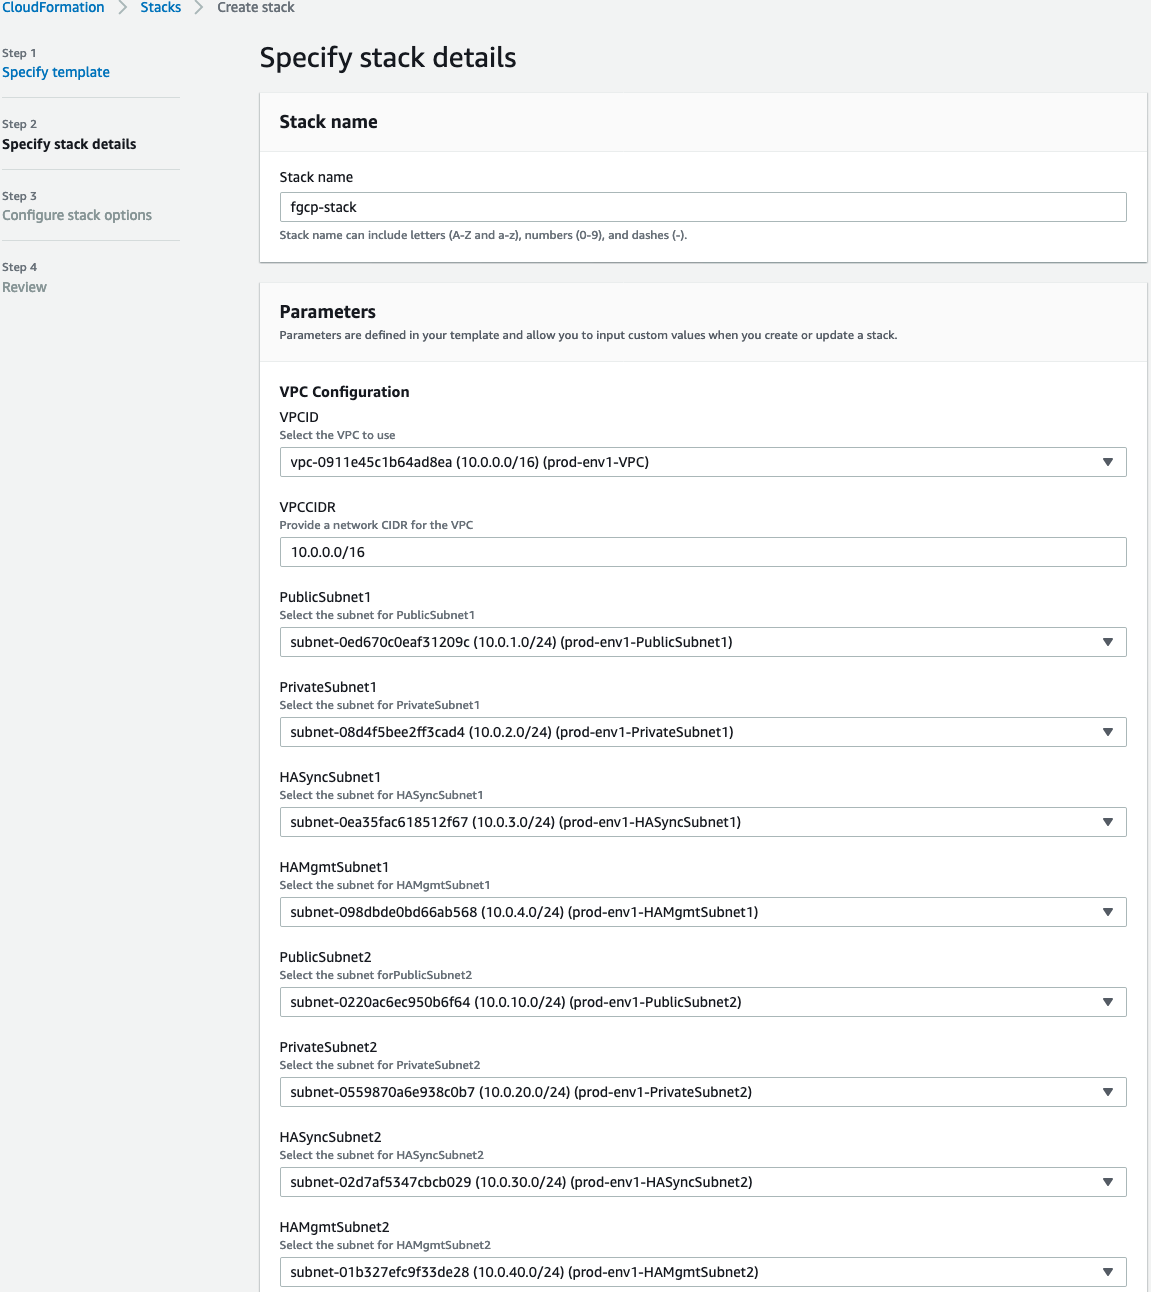 CloudFormation > Stacks > Create stack
Step 1
Specify template
Step 2
Specify stack details
Step 3
Configure stack options
Step 4
Review
Specify stack details
Stack name
Stack name
fgcp-stack
Stack name can include letters (A-Z and a-z), numbers (0-9), and dashes (-).
Parameters
Parameters are defined in your template and allow you to input custom values when you create or update a stack.
VPC Configuration
VPCID
Select the VPC to use
vpc-0911e45c1b64ad8ea (10.0.0.0/16) (prod-env1-VPC)
VPCCIDR
Provide a network CIDR for the VPC
10.0.0.0/16
PublicSubnet1
Select the subnet for PublicSubnet1
subnet-0ed670c0eaf31209c (10.0.1.0/24) (prod-env1-PublicSubnet1)
PrivateSubnet1
Select the subnet for PrivateSubnet1
subnet-08d4f5bee2ff3cad4 (10.0.2.0/24) (prod-env1-PrivateSubnet1)
HASyncSubnet1
Select the subnet for HASyncSubnet1
subnet-0ea35fac618512f67 (10.0.3.0/24) (prod-env1-HASyncSubnet1)
HAMgmtSubnet1
Select the subnet for HAMgmtSubnet1
subnet-098dbde0bd66ab568 (10.0.4.0/24) (prod-env1-HAMgmtSubnet1)
PublicSubnet2
Select the subnet forPublicSubnet2
subnet-0220ac6ec950b6f64 (10.0.10.0/24) (prod-env1-PublicSubnet2)
PrivateSubnet2
Select the subnet for PrivateSubnet2
subnet-0559870a6e938c0b7 (10.0.20.0/24) (prod-env1-PrivateSubnet2)
HASyncSubnet2
Select the subnet for HASyncSubnet2
subnet-02d7af5347cbcb029 (10.0.30.0/24) (prod-env1-HASyncSubnet2)
HAMgmtSubnet2
Select the subnet for HAMgmtSubnet2
subnet-01b327efc9f33de28 (10.0.40.0/24) (prod-env1-HAMgmtSubnet2)